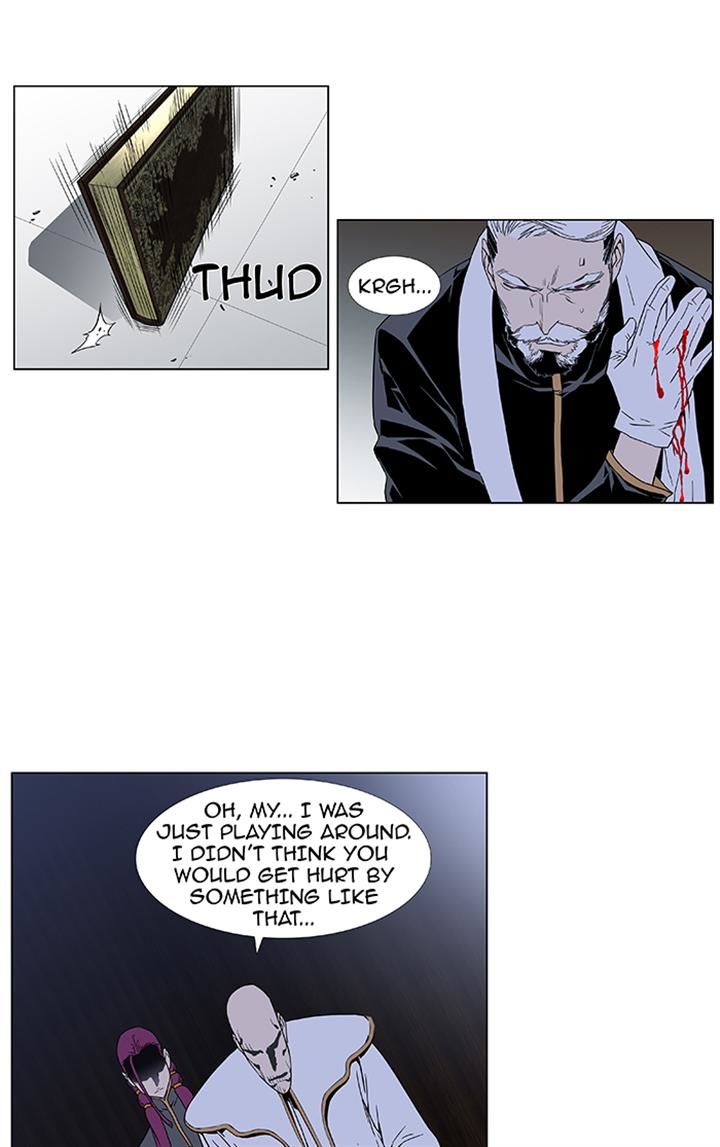 THUD
KRGH...
OH, MY... I WAS
JUST PLAYING AROUND.
I DIDN'T THINK YOU
WOULD GET HURT BY
SOMETHING LIKE
THAT...